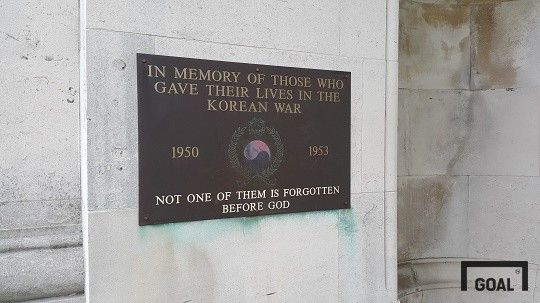 IN MEMORY OF THOSE WHO
GAVE THEIR LIVES IN THE
KOREAN WAR
1950 1953
NOT ONE OF THEM IS FORGOTTEN
BEFORE GOD
GOAL